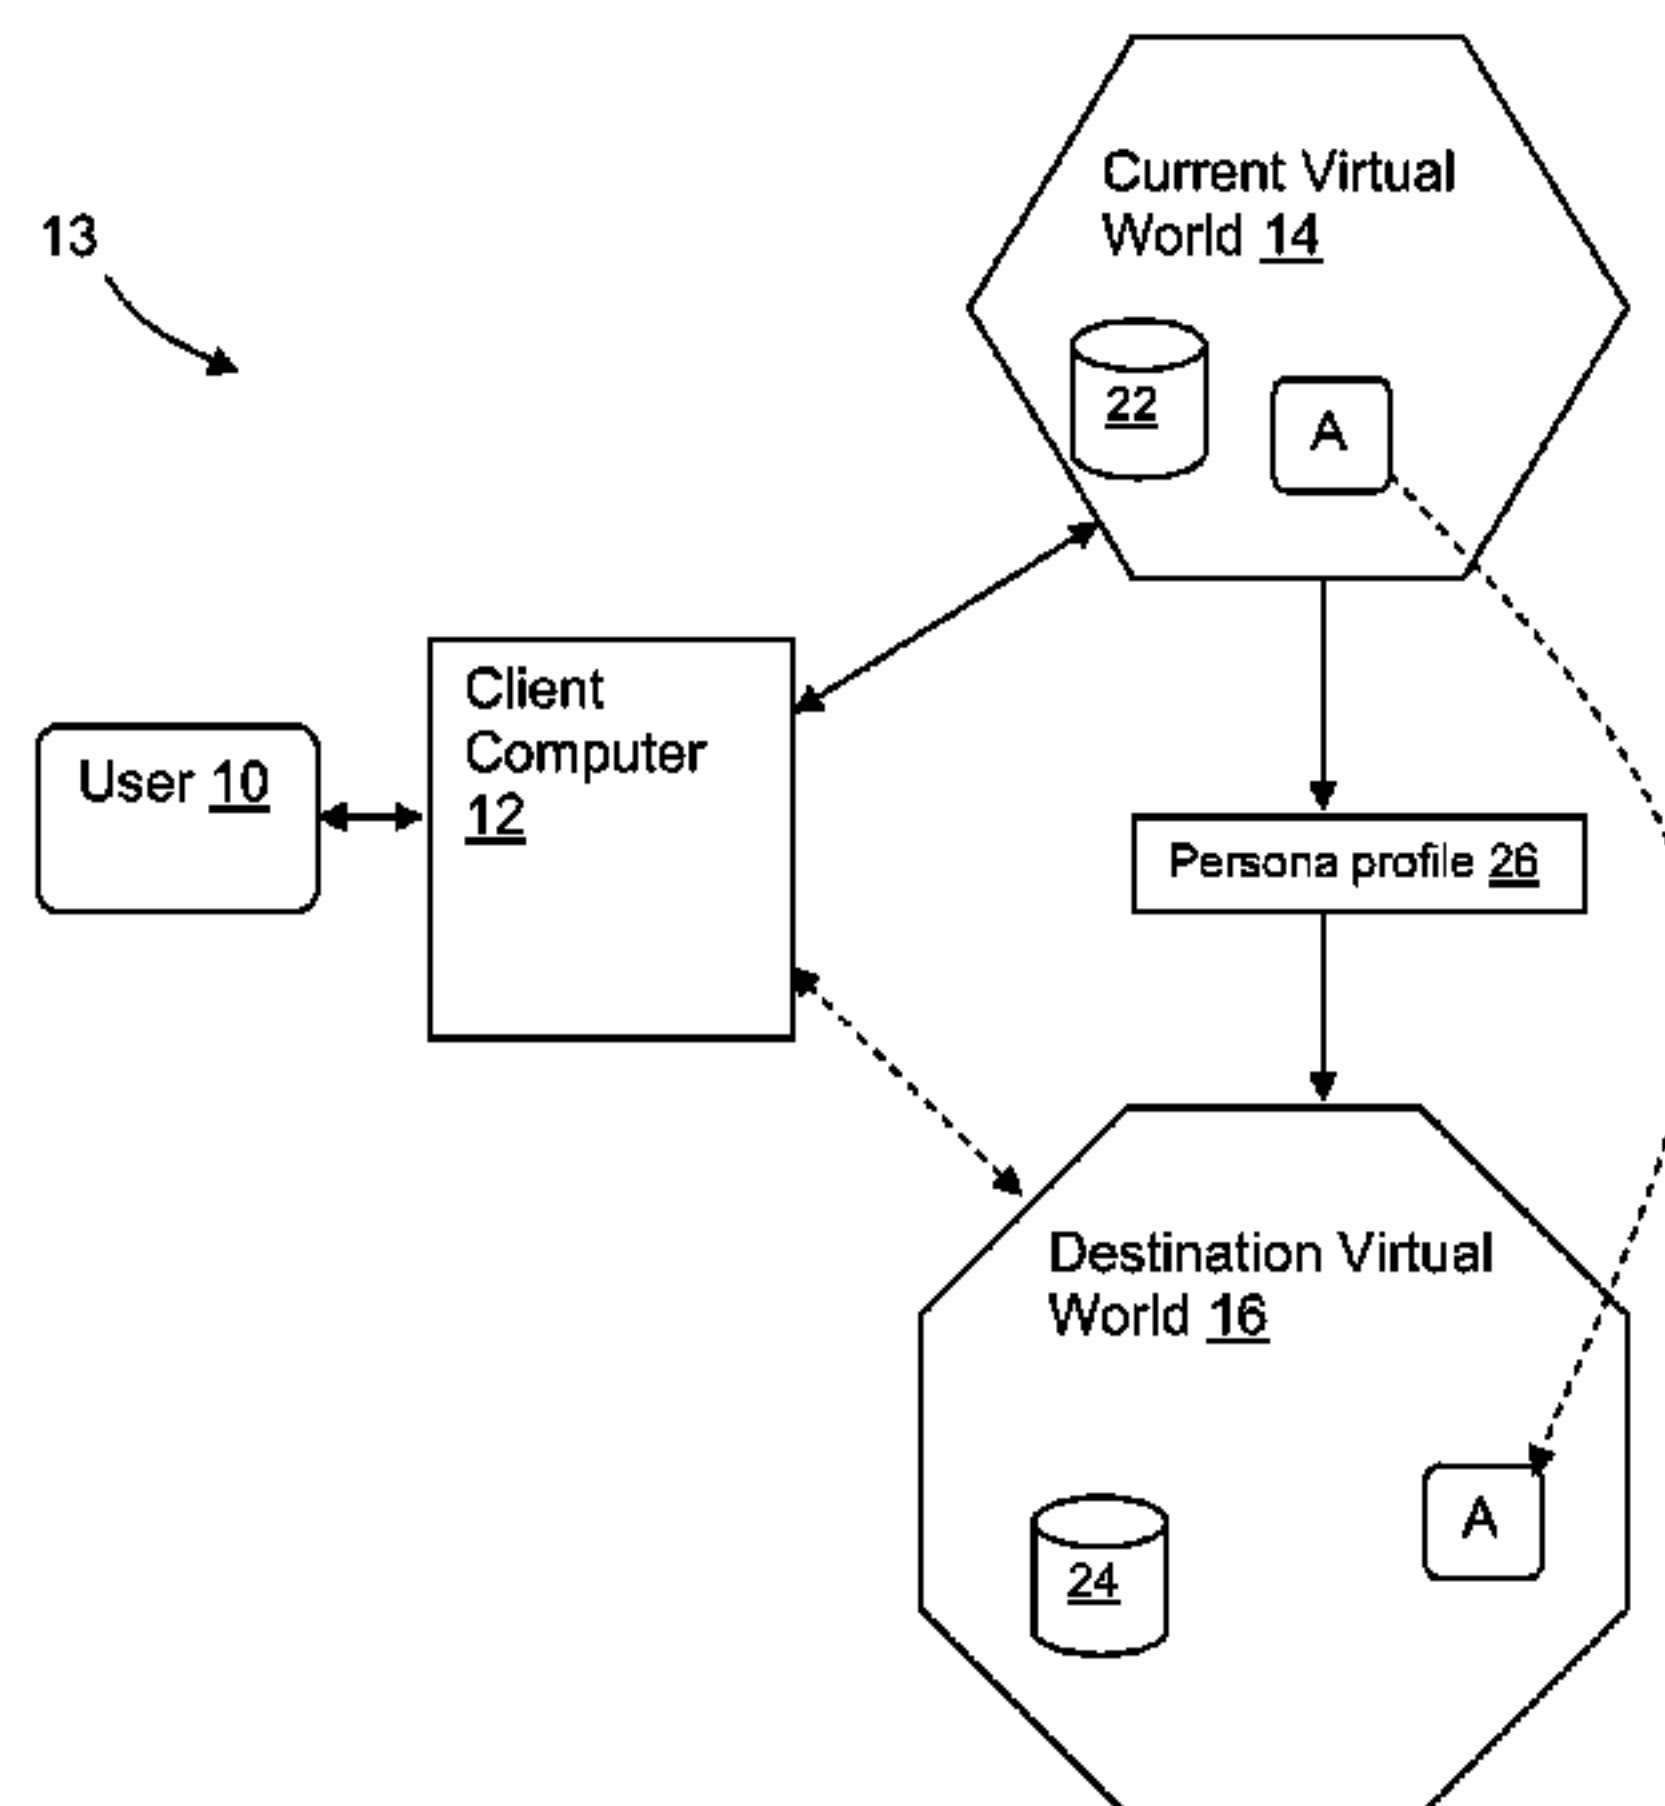 Current Virtual
World 14
13
22
A
Client
Computer
12
User 10
Persona profile 26
Destination Virtual
World 16
A
24